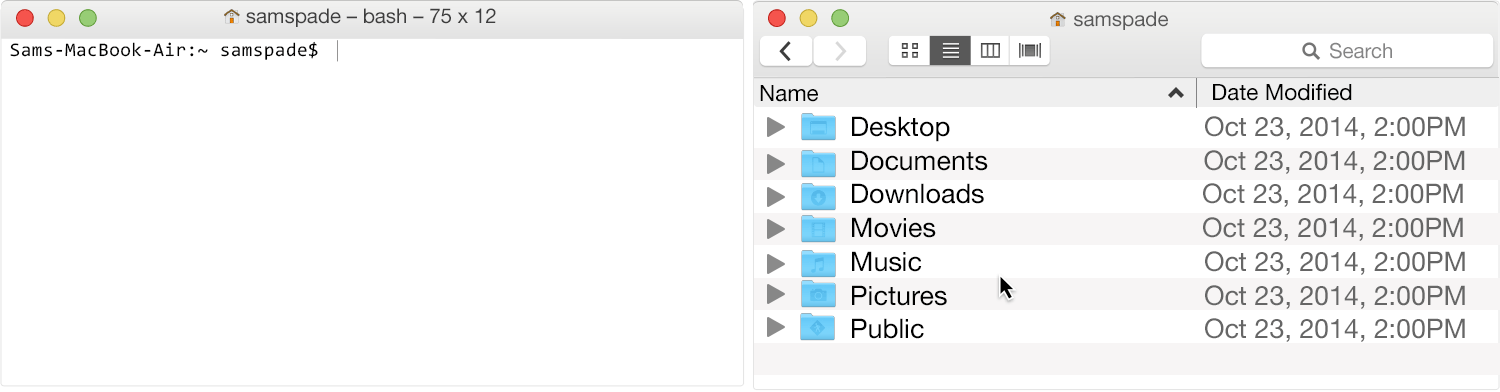 samspade – bash – 75 x 12
Sams-MacBook-Air:~ samspade$
samspade
Search
Name Date Modified
Desktop Oct 23, 2014, 2:00PM
Documents Oct 23, 2014, 2:00PM
Downloads Oct 23, 2014, 2:00PM
Movies Oct 23, 2014, 2:00PM
Music Oct 23, 2014, 2:00PM
Pictures Oct 23, 2014, 2:00PM
Public Oct 23, 2014, 2:00PM